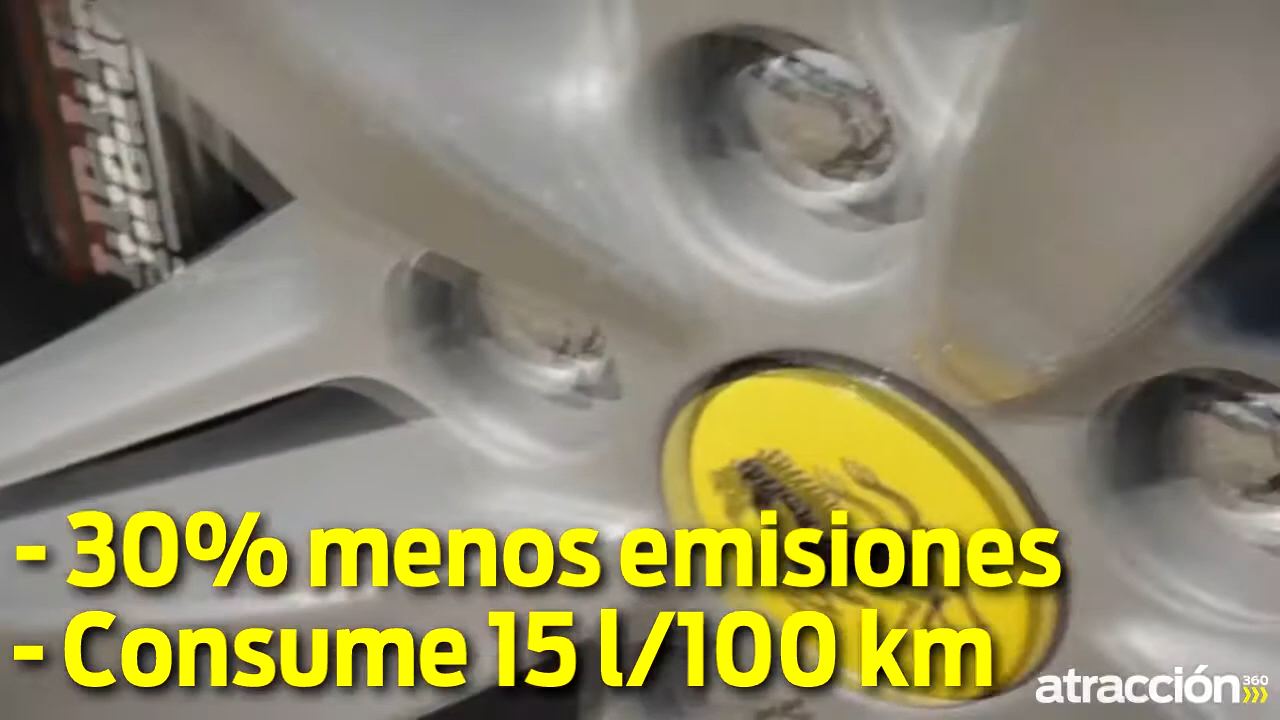 - 30% menos emisiones
- Consume 15 l/100 km
atracción360